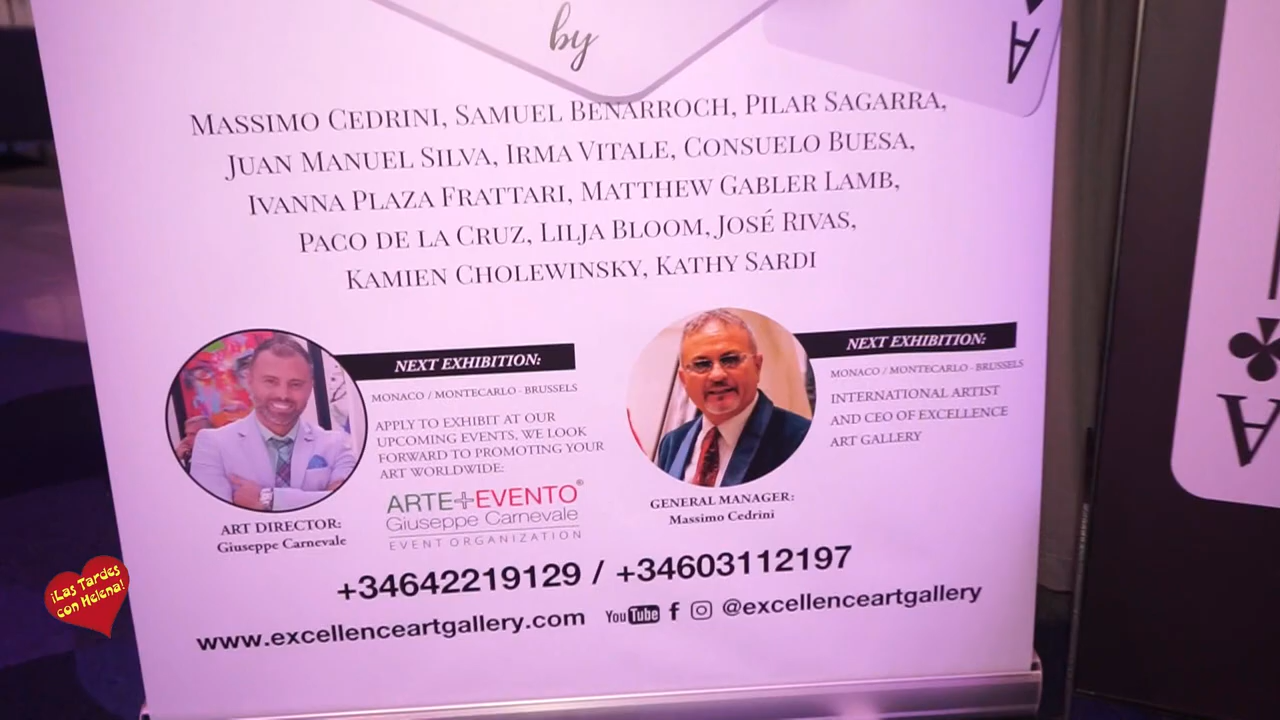 by
A
MASSIMO CEDRINI, SAMUEL BENARROCH, PILAR SAGARRA,
JUAN MANUEL SILVA, IRMA VITALE, CONSUELO BUESA,
IVANNA PLAZA FRATTARI, MATTHEW GABLER LAMB,
PACO DE LA CRUZ, LILJA BLOOM, JOSÉ RIVAS,
KAMIEN CHOLEWINSKY, KATHY SARDI
NEXT EXHIBITION:
MONACO / MONTECARLO - BRUSSELS
APPLY TO EXHIBIT AT OUR
UPCOMING EVENTS, WE LOOK
FORWARD TO PROMOTING YOUR
ART WORLDWIDE:
ARTE+EVENTO®
Giuseppe Carnevale
EVENT ORGANIZATION
ART DIRECTOR:
Giuseppe Carnevale
NEXT EXHIBITION:
MONACO / MONTECARLO - BRUSSELS
INTERNATIONAL ARTIST
AND CEO OF EXCELLENCE
ART GALLERY
GENERAL MANAGER:
Massimo Cedrini
+34642219129 / +34603112197
www.excellenceartgallery.com YouTube f @excellenceartgallery
A
¡Las Tardes
con Helena!